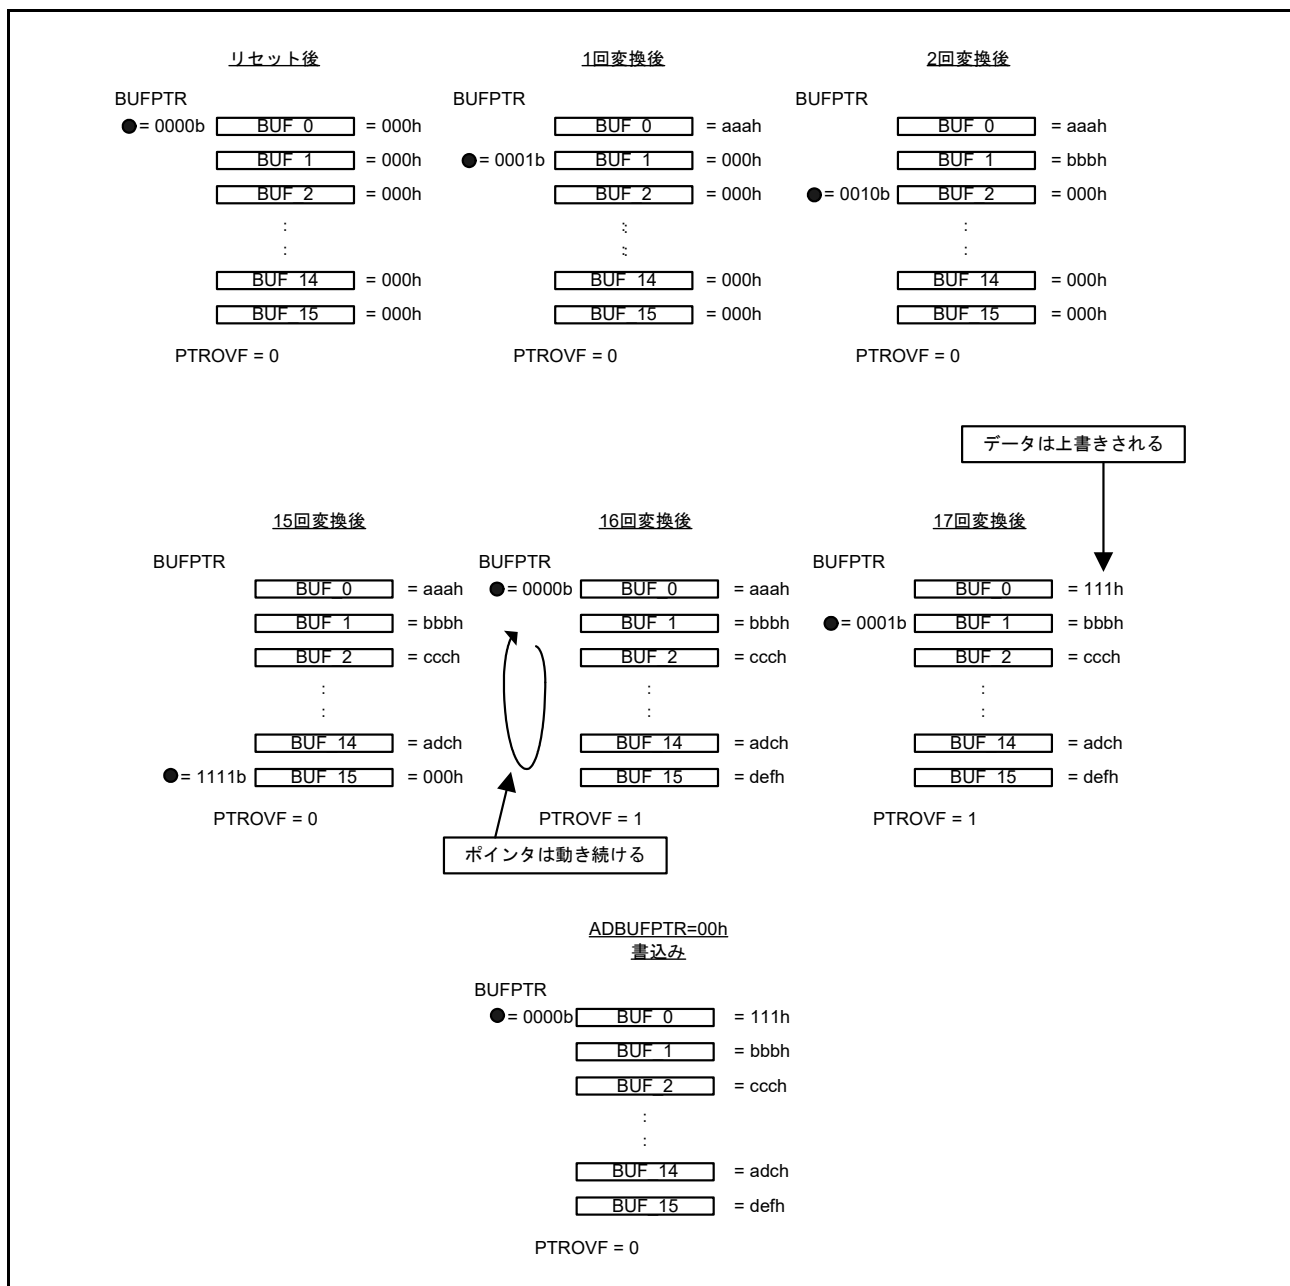 リセット後
BUFPTR
= 0000b BUF_0 = 000h
BUF_1 = 000h
BUF_2 = 000h
:
:
BUF_14 = 000h
BUF_15 = 000h
PTROVF = 0
1回変換後
BUFPTR
BUF_0 = aaah
= 0001b BUF_1 = 000h
BUF_2 = 000h
:
:
BUF_14 = 000h
BUF_15 = 000h
PTROVF = 0
2回変換後
BUFPTR
BUF_0 = aaah
BUF_1 = bbbh
= 0010b BUF_2 = 000h
:
:
BUF_14 = 000h
BUF_15 = 000h
PTROVF = 0
データは上書きされる
15回変換後
BUFPTR
BUF_0 = aaah
BUF_1 = bbbh
BUF_2 = ccch
:
:
BUF_14 = adch
= 1111b BUF_15 = 000h
PTROVF = 0
16回変換後
BUFPTR
= 0000b BUF_0 = aaah
BUF_1 = bbbh
BUF_2 = ccch
:
:
BUF_14 = adch
BUF_15 = defh
PTROVF = 1
ポインタは動き続ける
17回変換後
BUFPTR
BUF_0 = 111h
= 0001b BUF_1 = bbbh
BUF_2 = ccch
:
:
BUF_14 = adch
BUF_15 = defh
PTROVF = 1
ADBUFPTR=00h
書込み
BUFPTR
= 0000b BUF_0 = 111h
BUF_1 = bbbh
BUF_2 = ccch
:
:
BUF_14 = adch
BUF_15 = defh
PTROVF = 0